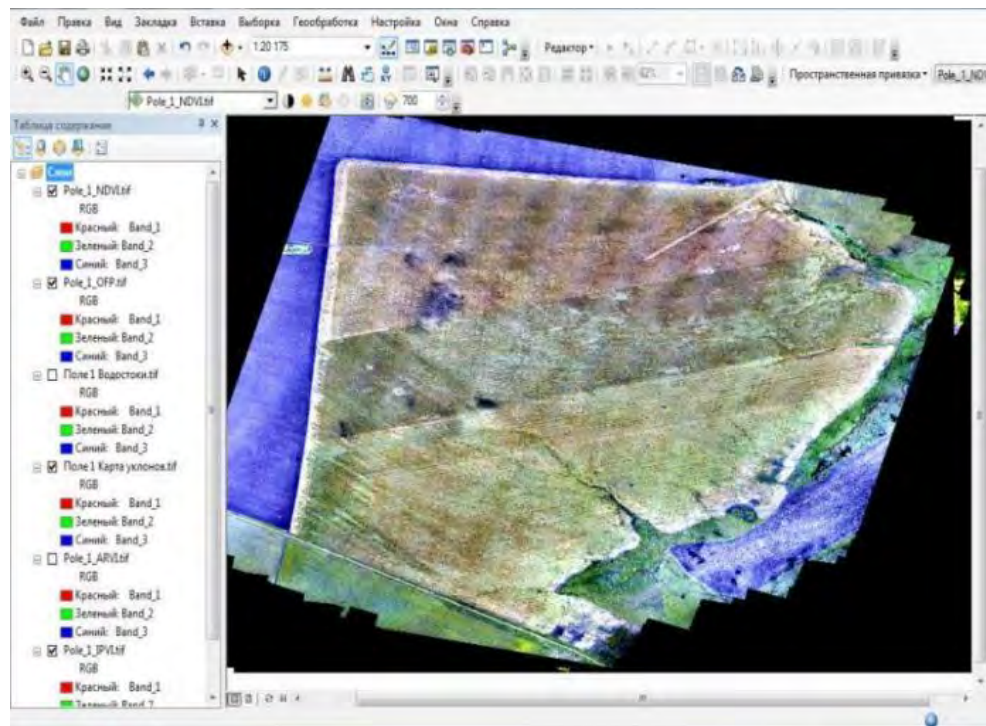 Файл Правка Вид Закладка Вставка Выборка Геообработка Настройка Окна Справка
1:20 175 Редактор
Пространственная привязка Pole_1_NDV
Pole_1_NDVI.tif 700
Таблица содержания
Слои
Pole_1_NDVI.tif
RGB
Красный: Band_1
Зеленый: Band_2
Синий: Band_3
Pole_1_OFP.tif
RGB
Красный: Band_1
Зеленый: Band_2
Синий: Band_3
Поле 1 Водостоки.tif
RGB
Красный: Band_1
Зеленый: Band_2
Синий: Band_3
Поле 1 Карта уклонов.tif
RGB
Красный: Band_1
Зеленый: Band_2
Синий: Band_3
Pole_1_ARVI.tif
RGB
Красный: Band_1
Зеленый: Band_2
Синий: Band_3
Pole_1_IPVI.tif
RGB
Красный: Band_1
Зеленый: Band_2